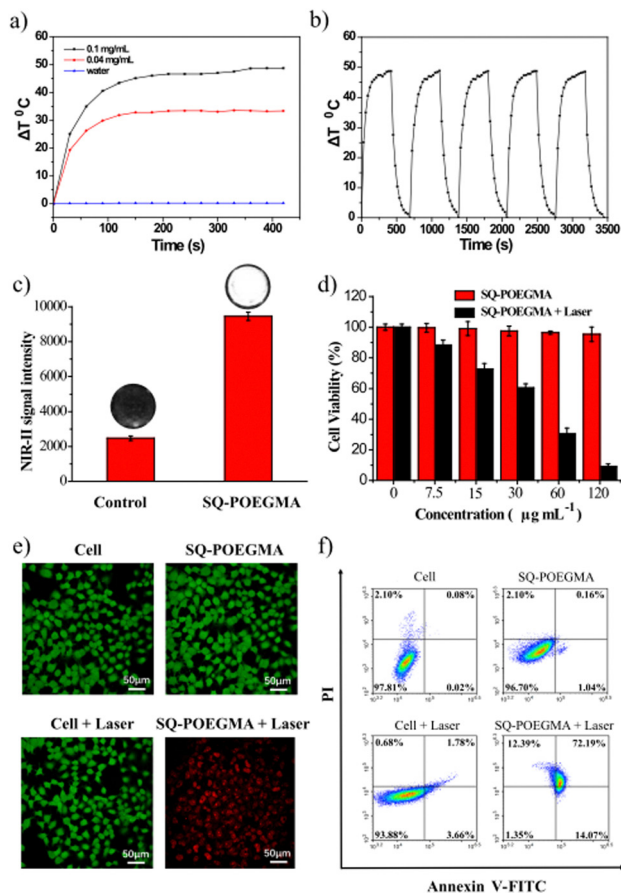 a)
0.1 mg/mL
0.04 mg/mL
water
ΔT ⁰C
60
50
40
30
20
10
0
0 100 200 300 400
Time (s)
b)
ΔT ⁰C
60
50
40
30
20
10
0
0 500 1000 1500 2000 2500 3000 3500
Time (s)
c)
NIR-II signal intensity
10000
8000
6000
4000
2000
0
Control SQ-POEGMA
d)
SQ-POEGMA
SQ-POEGMA + Laser
Cell Viability (%)
120
100
80
60
40
20
0
0 7.5 15 30 60 120
Concentration ( µg mL⁻¹)
e)
Cell SQ-POEGMA
50µm 50µm
Cell + Laser SQ-POEGMA + Laser
50µm 50µm
f)
PI
Cell SQ-POEGMA
2.10% 0.08% 2.10% 0.16%
97.81% 0.02% 96.70% 1.04%
Cell + Laser SQ-POEGMA + Laser
0.68% 1.78% 12.39% 72.19%
93.88% 3.66% 1.35% 14.07%
Annexin V-FITC